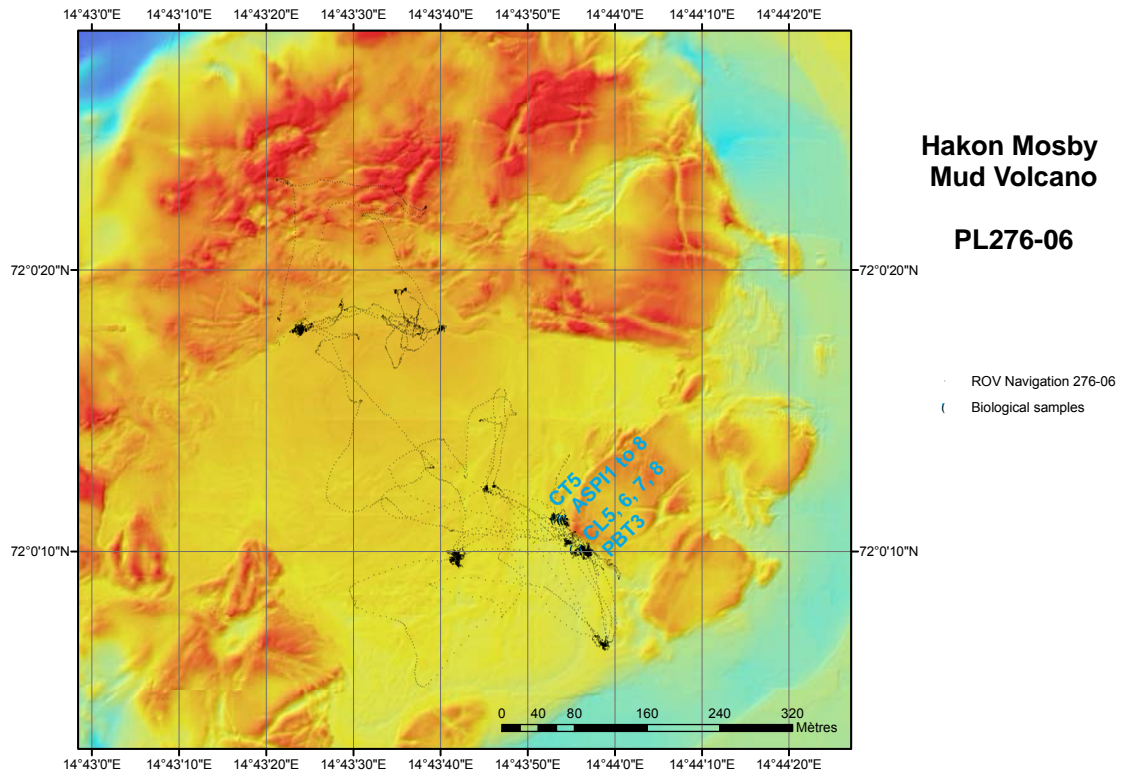 14°43'0"E 14°43'10"E 14°43'20"E 14°43'30"E 14°43'40"E 14°43'50"E 14°44'0"E 14°44'10"E 14°44'20"E
Hakon Mosby
Mud Volcano
PL276-06
72°0'20"N 72°0'20"N
ROV Navigation 276-06
Biological samples
CT5
ASPI1 to 8
CL5, 6, 7, 8
PBT3
72°0'10"N 72°0'10"N
0 40 80 160 240 320
Mètres
14°43'0"E 14°43'10"E 14°43'20"E 14°43'30"E 14°43'40"E 14°43'50"E 14°44'0"E 14°44'10"E 14°44'20"E